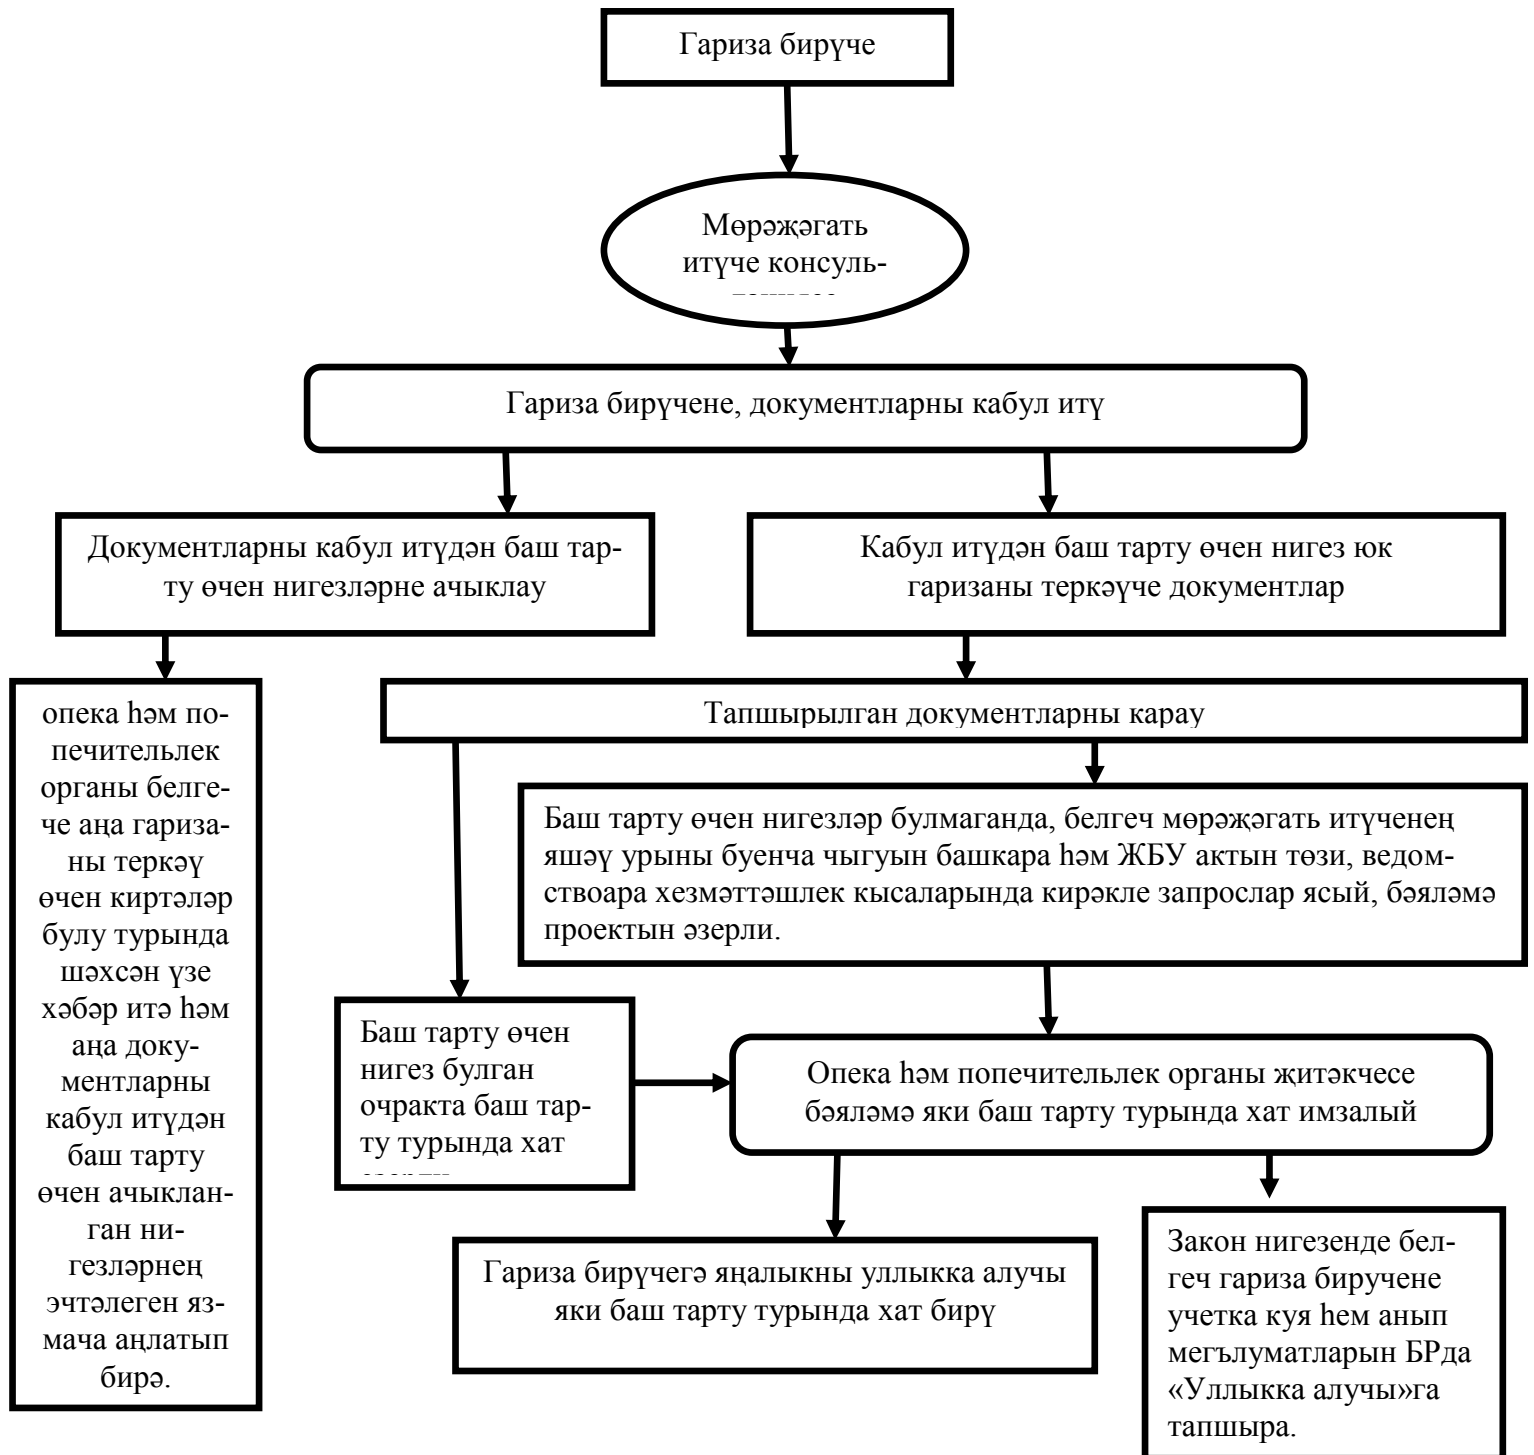 Гариза бирүче
Мөрәҗәгать
итүче консуль-
Гариза бирүчене, документларны кабул итү
Документларны кабул итүдән баш тар-
ту өчен нигезләрне ачыклау
Кабул итүдән баш тарту өчен нигез юк
гаризаны теркәүче документлар
опека һәм по-
печительлек
органы белге-
че аңа гариза-
ны теркәү
өчен киртәләр
булу турында
шәхсән үзе
хәбәр итә һәм
аңа доку-
ментларны
кабул итүдән
баш тарту
өчен ачыклан-
ган ни-
гезләрнең
эчтәлеген яз-
мача аңлатып
бирә.
Тапшырылган документларны карау
Баш тарту өчен нигезләр булмаганда, белгеч мөрәҗәгать итүченең
яшәү урыны буенча чыгуын башкара һәм ЖБУ актын төзи, ведом-
ствоара хезмәттәшлек кысаларында кирәкле запрослар ясый, бәяләмә
проектын әзерли.
Баш тарту өчен
нигез булган
очракта баш тар-
ту турында хат
Опека һәм попечительлек органы җитәкчесе
бәяләмә яки баш тарту турында хат имзалый
Гариза бирүчегә яңалыкны уллыкка алучы
яки баш тарту турында хат бирү
Закон нигезенде бел-
геч гариза биручене
учетка куя һем анып
мегълуматларын БРда
«Уллыкка алучы»га
тапшыра.